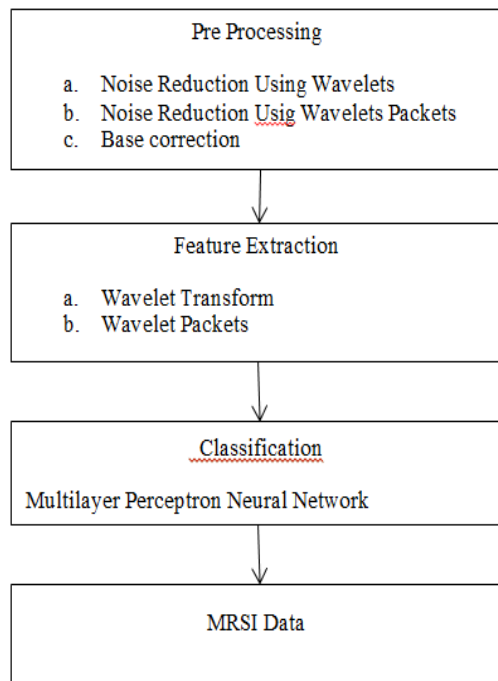 Pre Processing
a. Noise Reduction Using Wavelets
b. Noise Reduction Usig Wavelets Packets
c. Base correction
Feature Extraction
a. Wavelet Transform
b. Wavelet Packets
Classification
Multilayer Perceptron Neural Network
MRSI Data